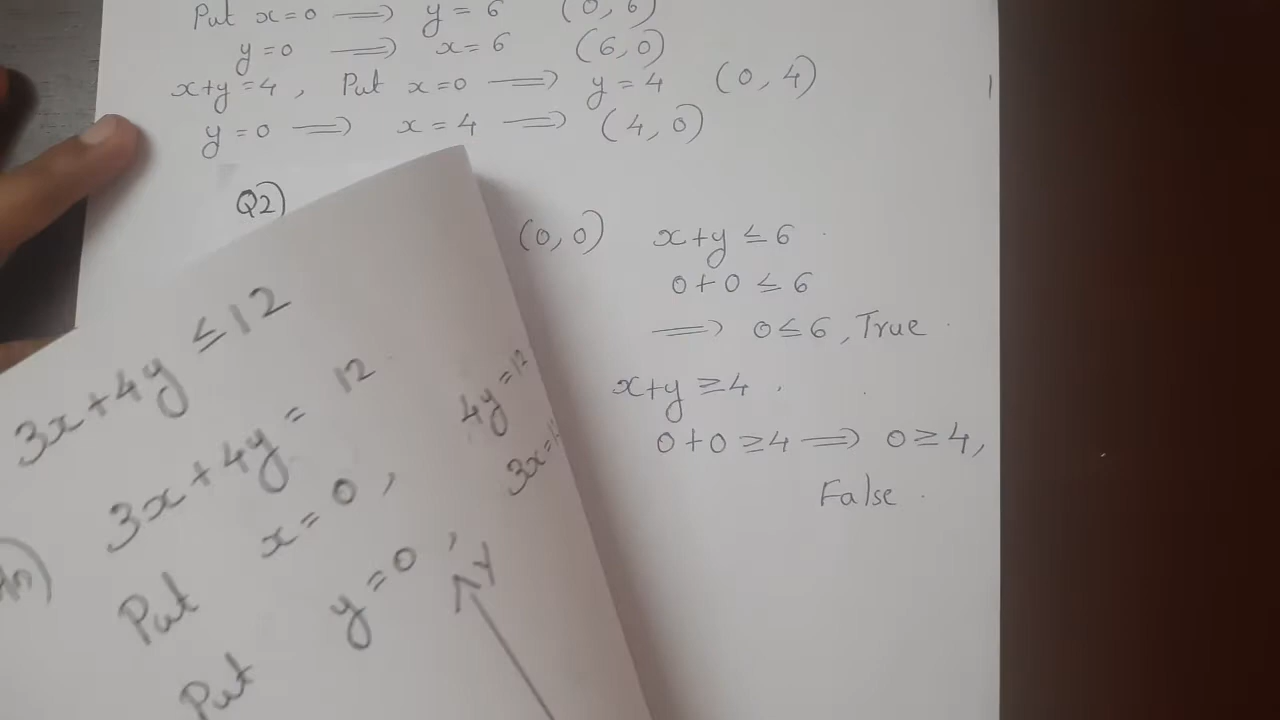 Put x=0 ⟹ y = 6 (0, 6)
y=0 ⟹ x= 6 (6,0)
x+y=4 , Put x=0 ⟹ y = 4 (0, 4)
y = 0 ⟹ x = 4 ⟹ (4, 0)
Q2)
(0,0) x+y ≤ 6
0+0 ≤ 6
⟹ 0≤6 , True
x+y ≥4
0+0 ≥4 ⟹ 0≥4,
False
3x+4y ≤12
3x+4y = 12
Put x=0, 4y=12
Put y=0, 3x=1
Y